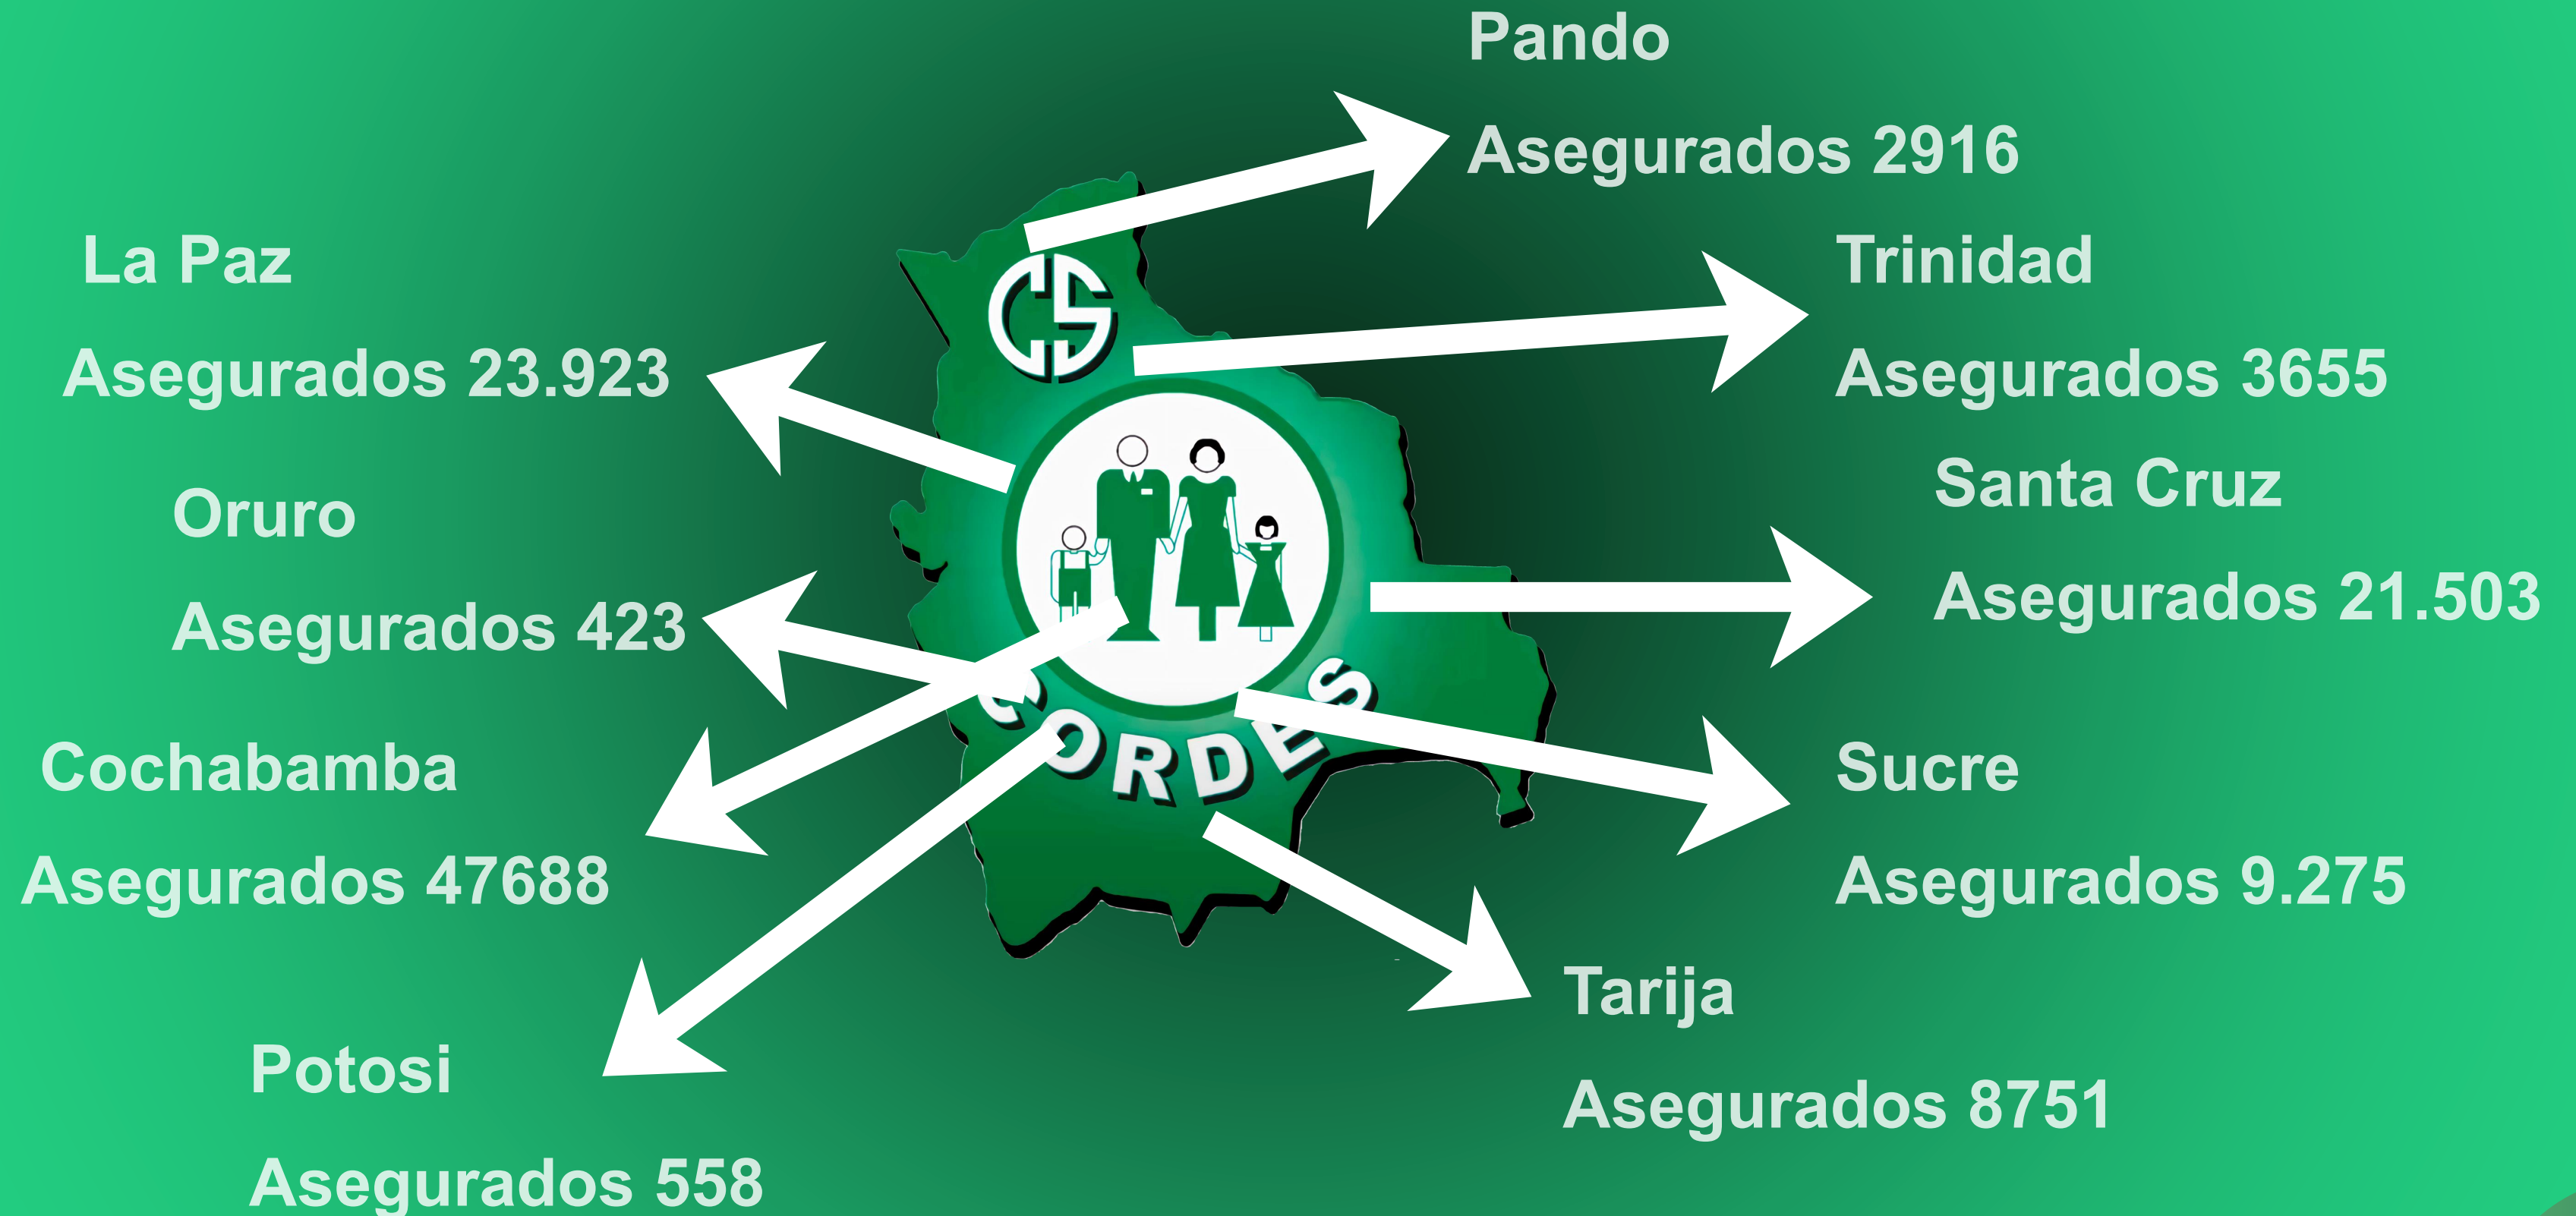 Pando
Asegurados 2916
La Paz
Asegurados 23.923
Trinidad
Asegurados 3655
Oruro
Asegurados 423
Santa Cruz
Asegurados 21.503
Cochabamba
Asegurados 47688
Sucre
Asegurados 9.275
Potosi
Asegurados 558
Tarija
Asegurados 8751
CS
CORDES